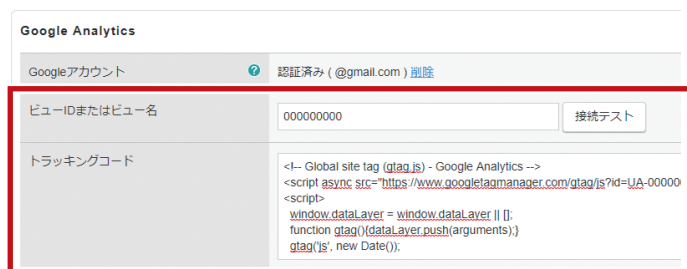 Google Analytics
Googleアカウント ? 認証済み ( @gmail.com ) 削除
ビューIDまたはビュー名 000000000 接続テスト
トラッキングコード
<!-- Global site tag (gtag.js) - Google Analytics -->
<script async src="https://www.googletagmanager.com/gtag/js?id=UA-00000
<script>
window.dataLayer = window.dataLayer || [];
function gtag(){dataLayer.push(arguments);}
gtag('js', new Date());